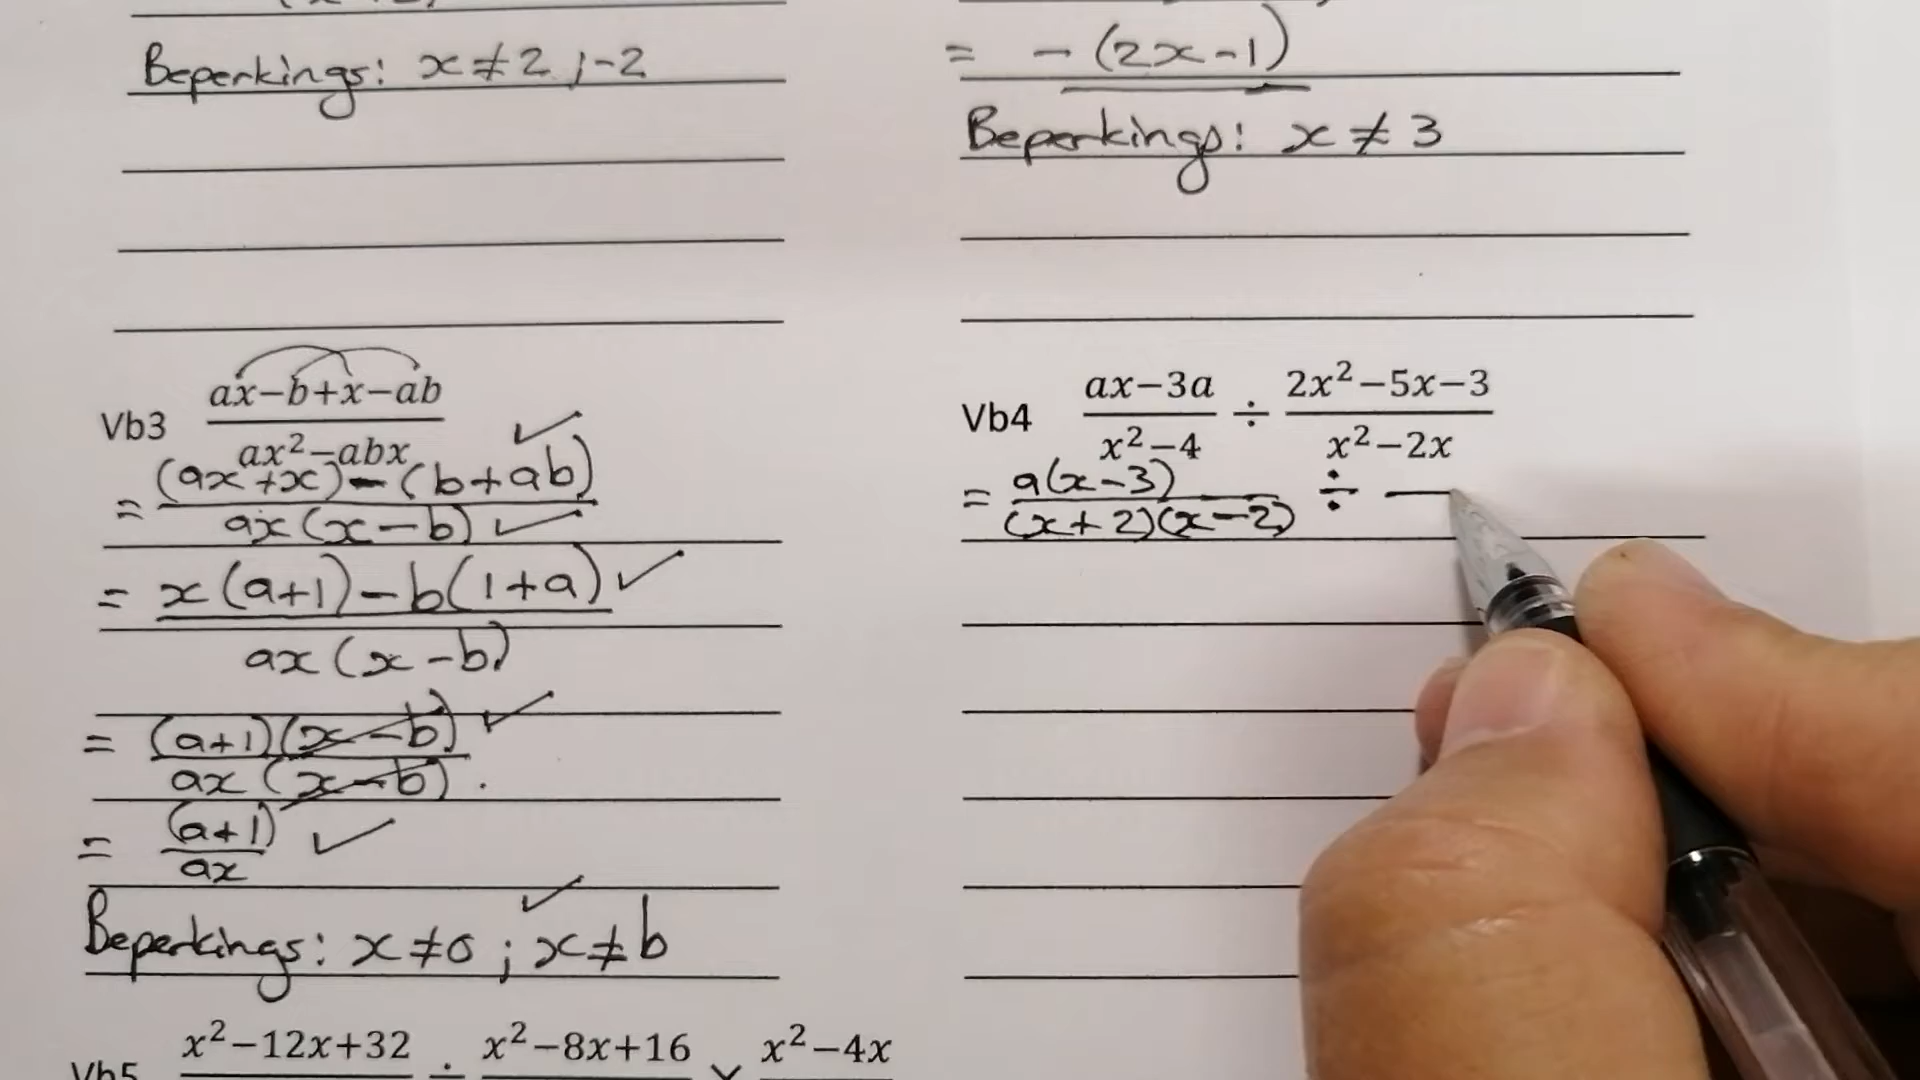 Beperkings: x ≠ 2 ; -2
= - (2x-1)
Beperkings: x ≠ 3
Vb3 (ax-b+x-ab)/(ax²-abx)
= ((ax+x) - (b+ab))/(ax(x-b))
= (x(a+1) - b(1+a))/(ax(x-b))
= ((a+1)(x-b))/(ax(x-b)) .
= (a+1)/ax
Beperkings: x ≠ 0 ; x ≠ b
Vb4 (ax-3a)/(x²-4) ÷ (2x²-5x-3)/(x²-2x)
= (a(x-3))/((x+2)(x-2)) ÷
Vb5 x²-12x+32 ÷ x²-8x+16 × x²-4x